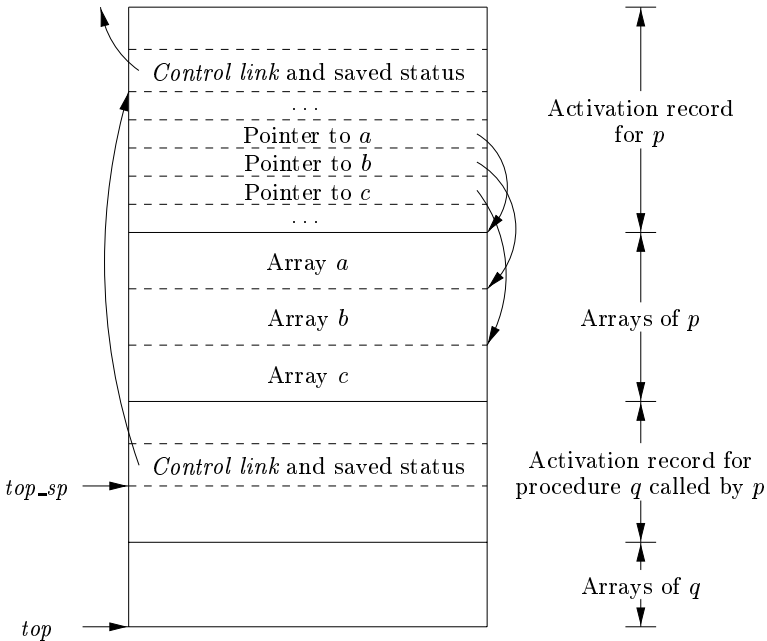 Control link and saved status
. . .
Pointer to a
Pointer to b
Pointer to c
. . .
Array a
Array b
Array c
Control link and saved status
top_sp
top
Activation record
for p
Arrays of p
Activation record for
procedure q called by p
Arrays of q